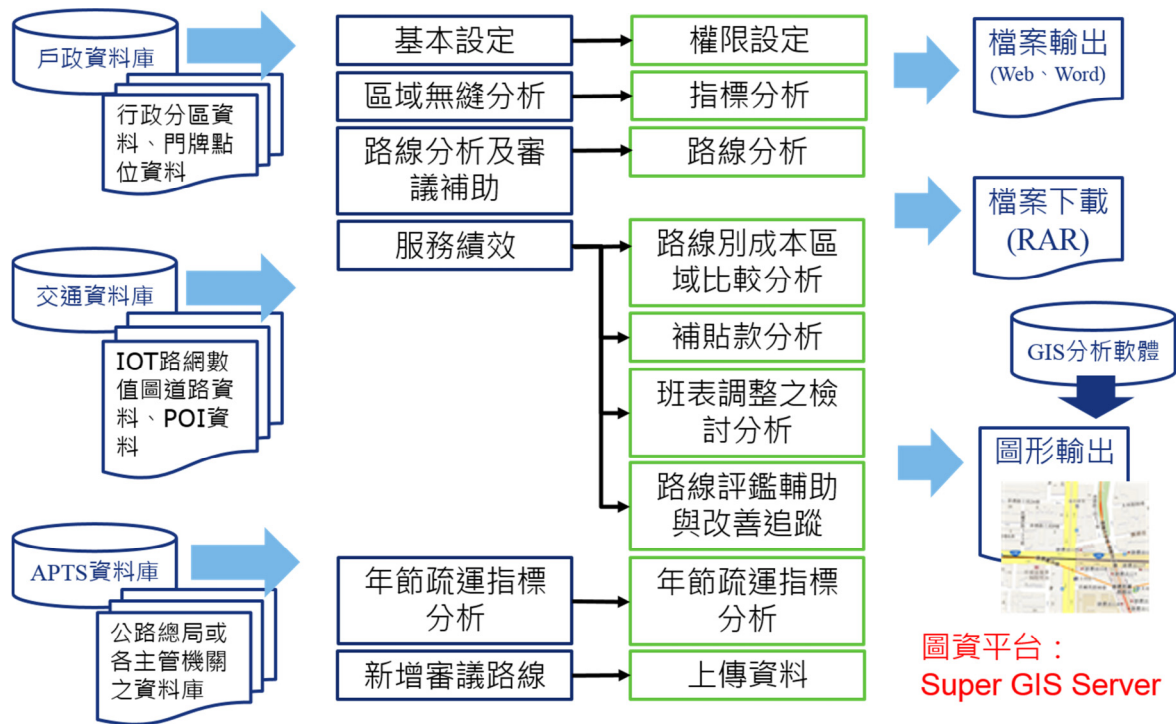 戶政資料庫
行政分區資
料、門牌點
位資料
交通資料庫
IOT路網數
值圖道路資
料、POI資
料
APTS資料庫
公路總局或
各主管機關
之資料庫
基本設定
權限設定
區域無縫分析
指標分析
路線分析及審
議補助
路線分析
服務績效
路線別成本區
域比較分析
補貼款分析
班表調整之檢
討分析
路線評鑑輔助
與改善追蹤
年節疏運指標
分析
年節疏運指標
分析
新增審議路線
上傳資料
檔案輸出
(Web、Word)
檔案下載
(RAR)
GIS分析軟體
圖形輸出
圖資平台：
Super GIS Server